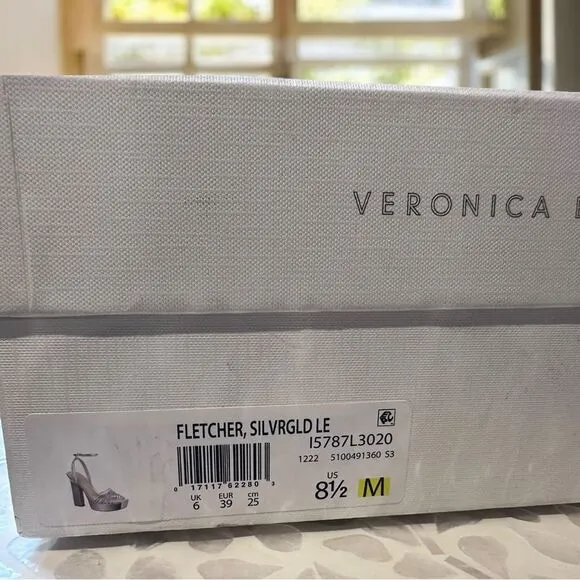 VERONICA
FLETCHER, SILVRGLD LE
I5787L3020
1222 5100491360 S3
0 17117 62280 3
UK EUR cm
6 39 25
US
8½ M